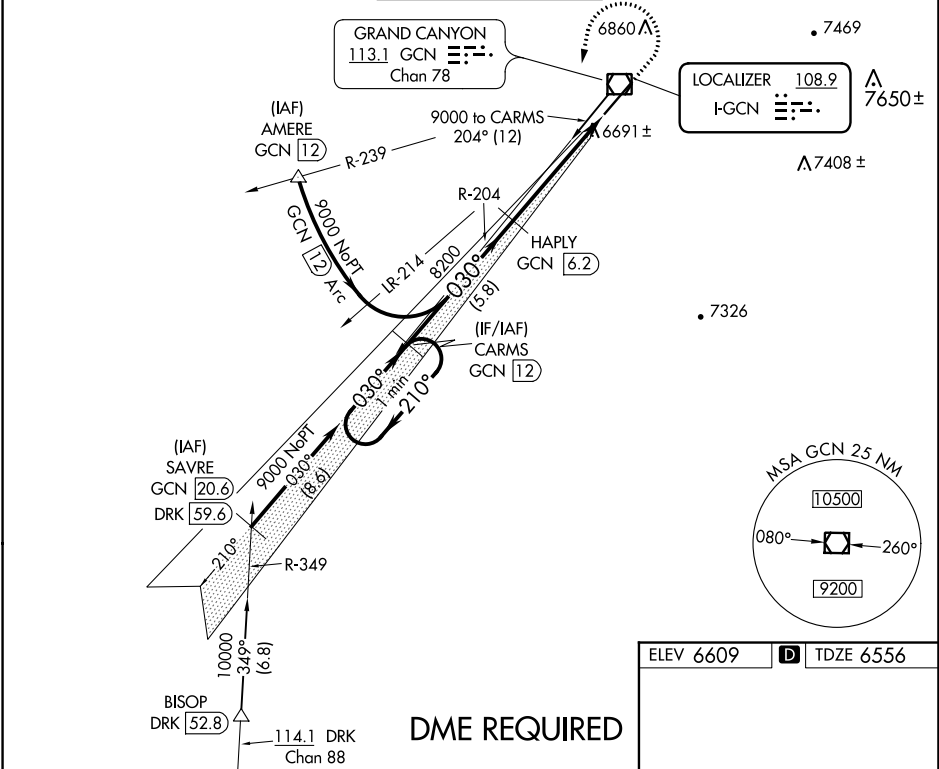 GRAND CANYON
113.1 GCN
Chan 78
6860
7469
LOCALIZER 108.9
I-GCN
7650±
(IAF)
AMERE
GCN 12
R-239
9000 to CARMS
204° (12)
6691±
7408 ±
9000 NoPT
GCN 12 Arc
R-204
LR-214
8200
030°
(5.8)
HAPLY
GCN 6.2
7326
(IF/IAF)
CARMS
GCN 12
030°
1 min
210°
(IAF)
SAVRE
GCN 20.6
DRK 59.6
9000 NoPT
030°
(8.6)
210°
R-349
MSA GCN 25 NM
10500
080°
260°
9200
10000
349°
(6.8)
BISOP
DRK 52.8
114.1 DRK
Chan 88
DME REQUIRED
ELEV 6609 D TDZE 6556